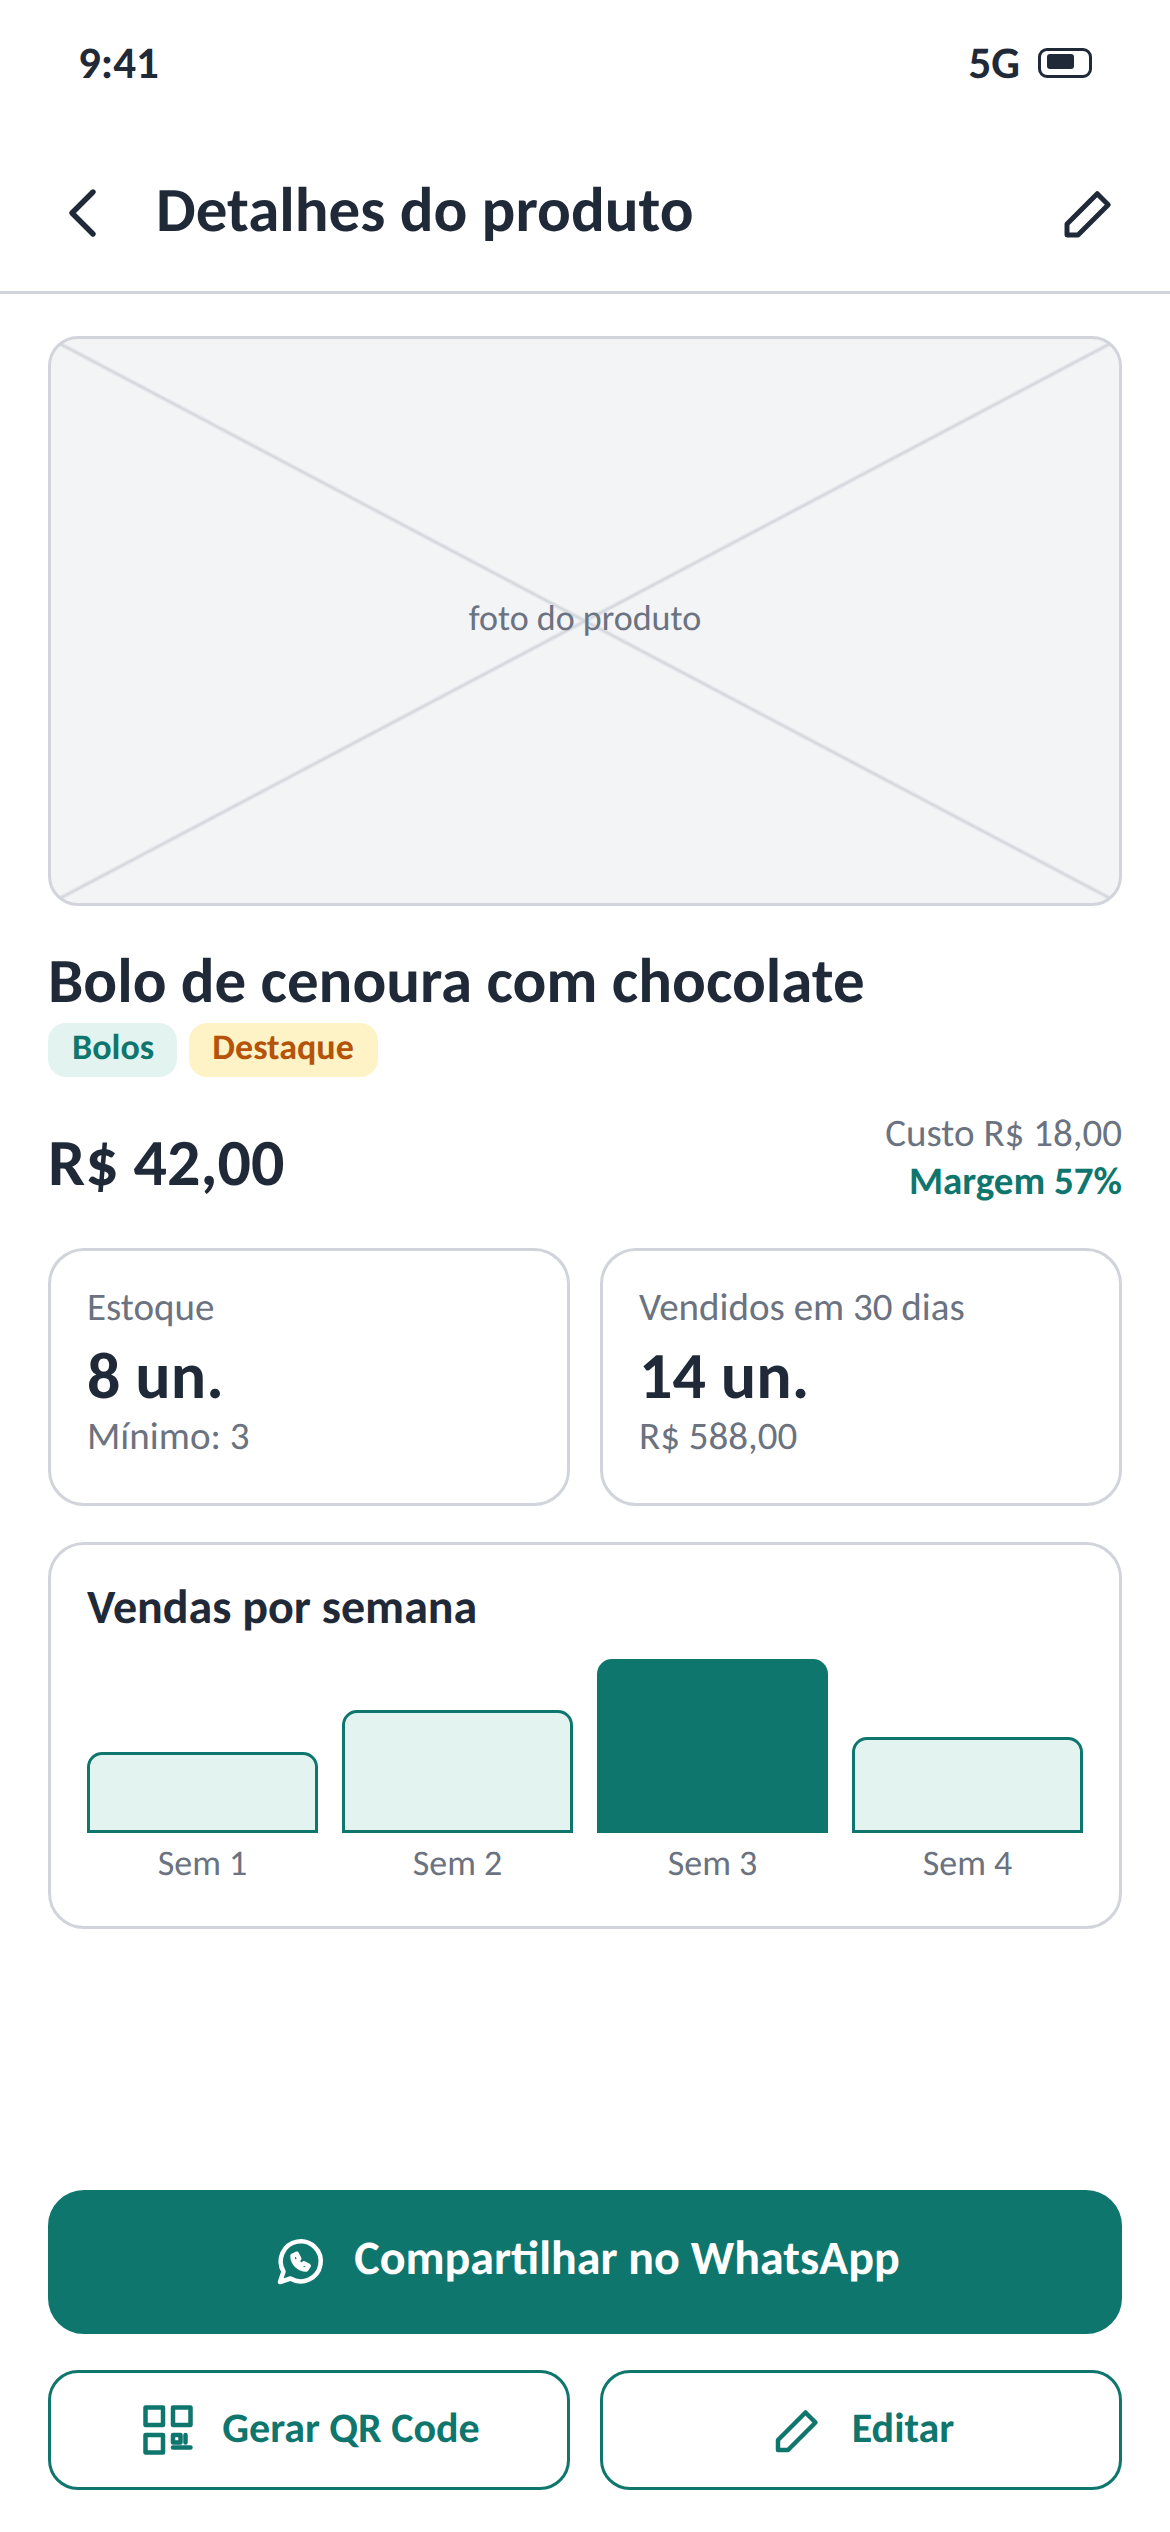 9:41 5G
Detalhes do produto
foto do produto
Bolo de cenoura com chocolate
Bolos Destaque
R$ 42,00
Custo R$ 18,00
Margem 57%
Estoque
8 un.
Mínimo: 3
Vendidos em 30 dias
14 un.
R$ 588,00
Vendas por semana
Sem 1 Sem 2 Sem 3 Sem 4
Compartilhar no WhatsApp
Gerar QR Code
Editar